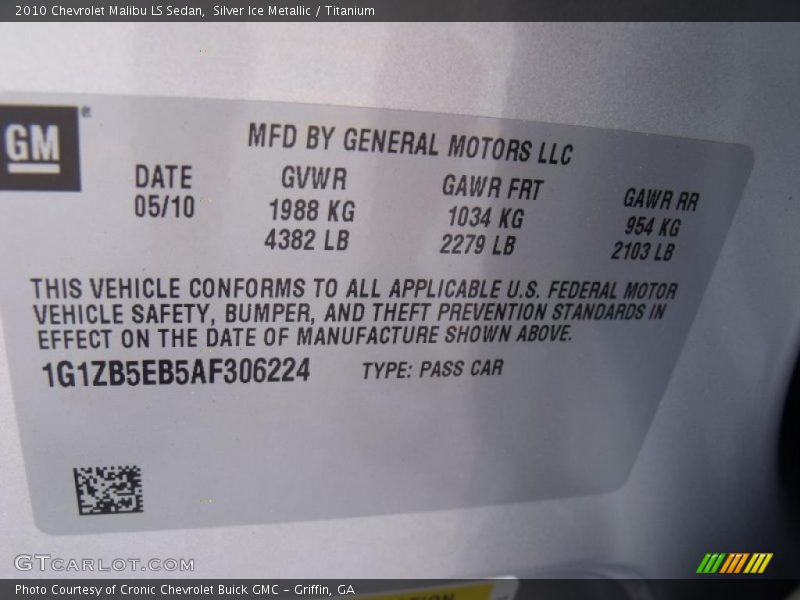 2010 Chevrolet Malibu LS Sedan, Silver Ice Metallic / Titanium
GM®
MFD BY GENERAL MOTORS LLC
DATE GVWR GAWR FRT GAWR RR
05/10 1988 KG 1034 KG 954 KG
4382 LB 2279 LB 2103 LB
THIS VEHICLE CONFORMS TO ALL APPLICABLE U.S. FEDERAL MOTOR
VEHICLE SAFETY, BUMPER, AND THEFT PREVENTION STANDARDS IN
EFFECT ON THE DATE OF MANUFACTURE SHOWN ABOVE.
1G1ZB5EB5AF306224 TYPE: PASS CAR
GTCARLOT.COM
Photo Courtesy of Cronic Chevrolet Buick GMC - Griffin, GA